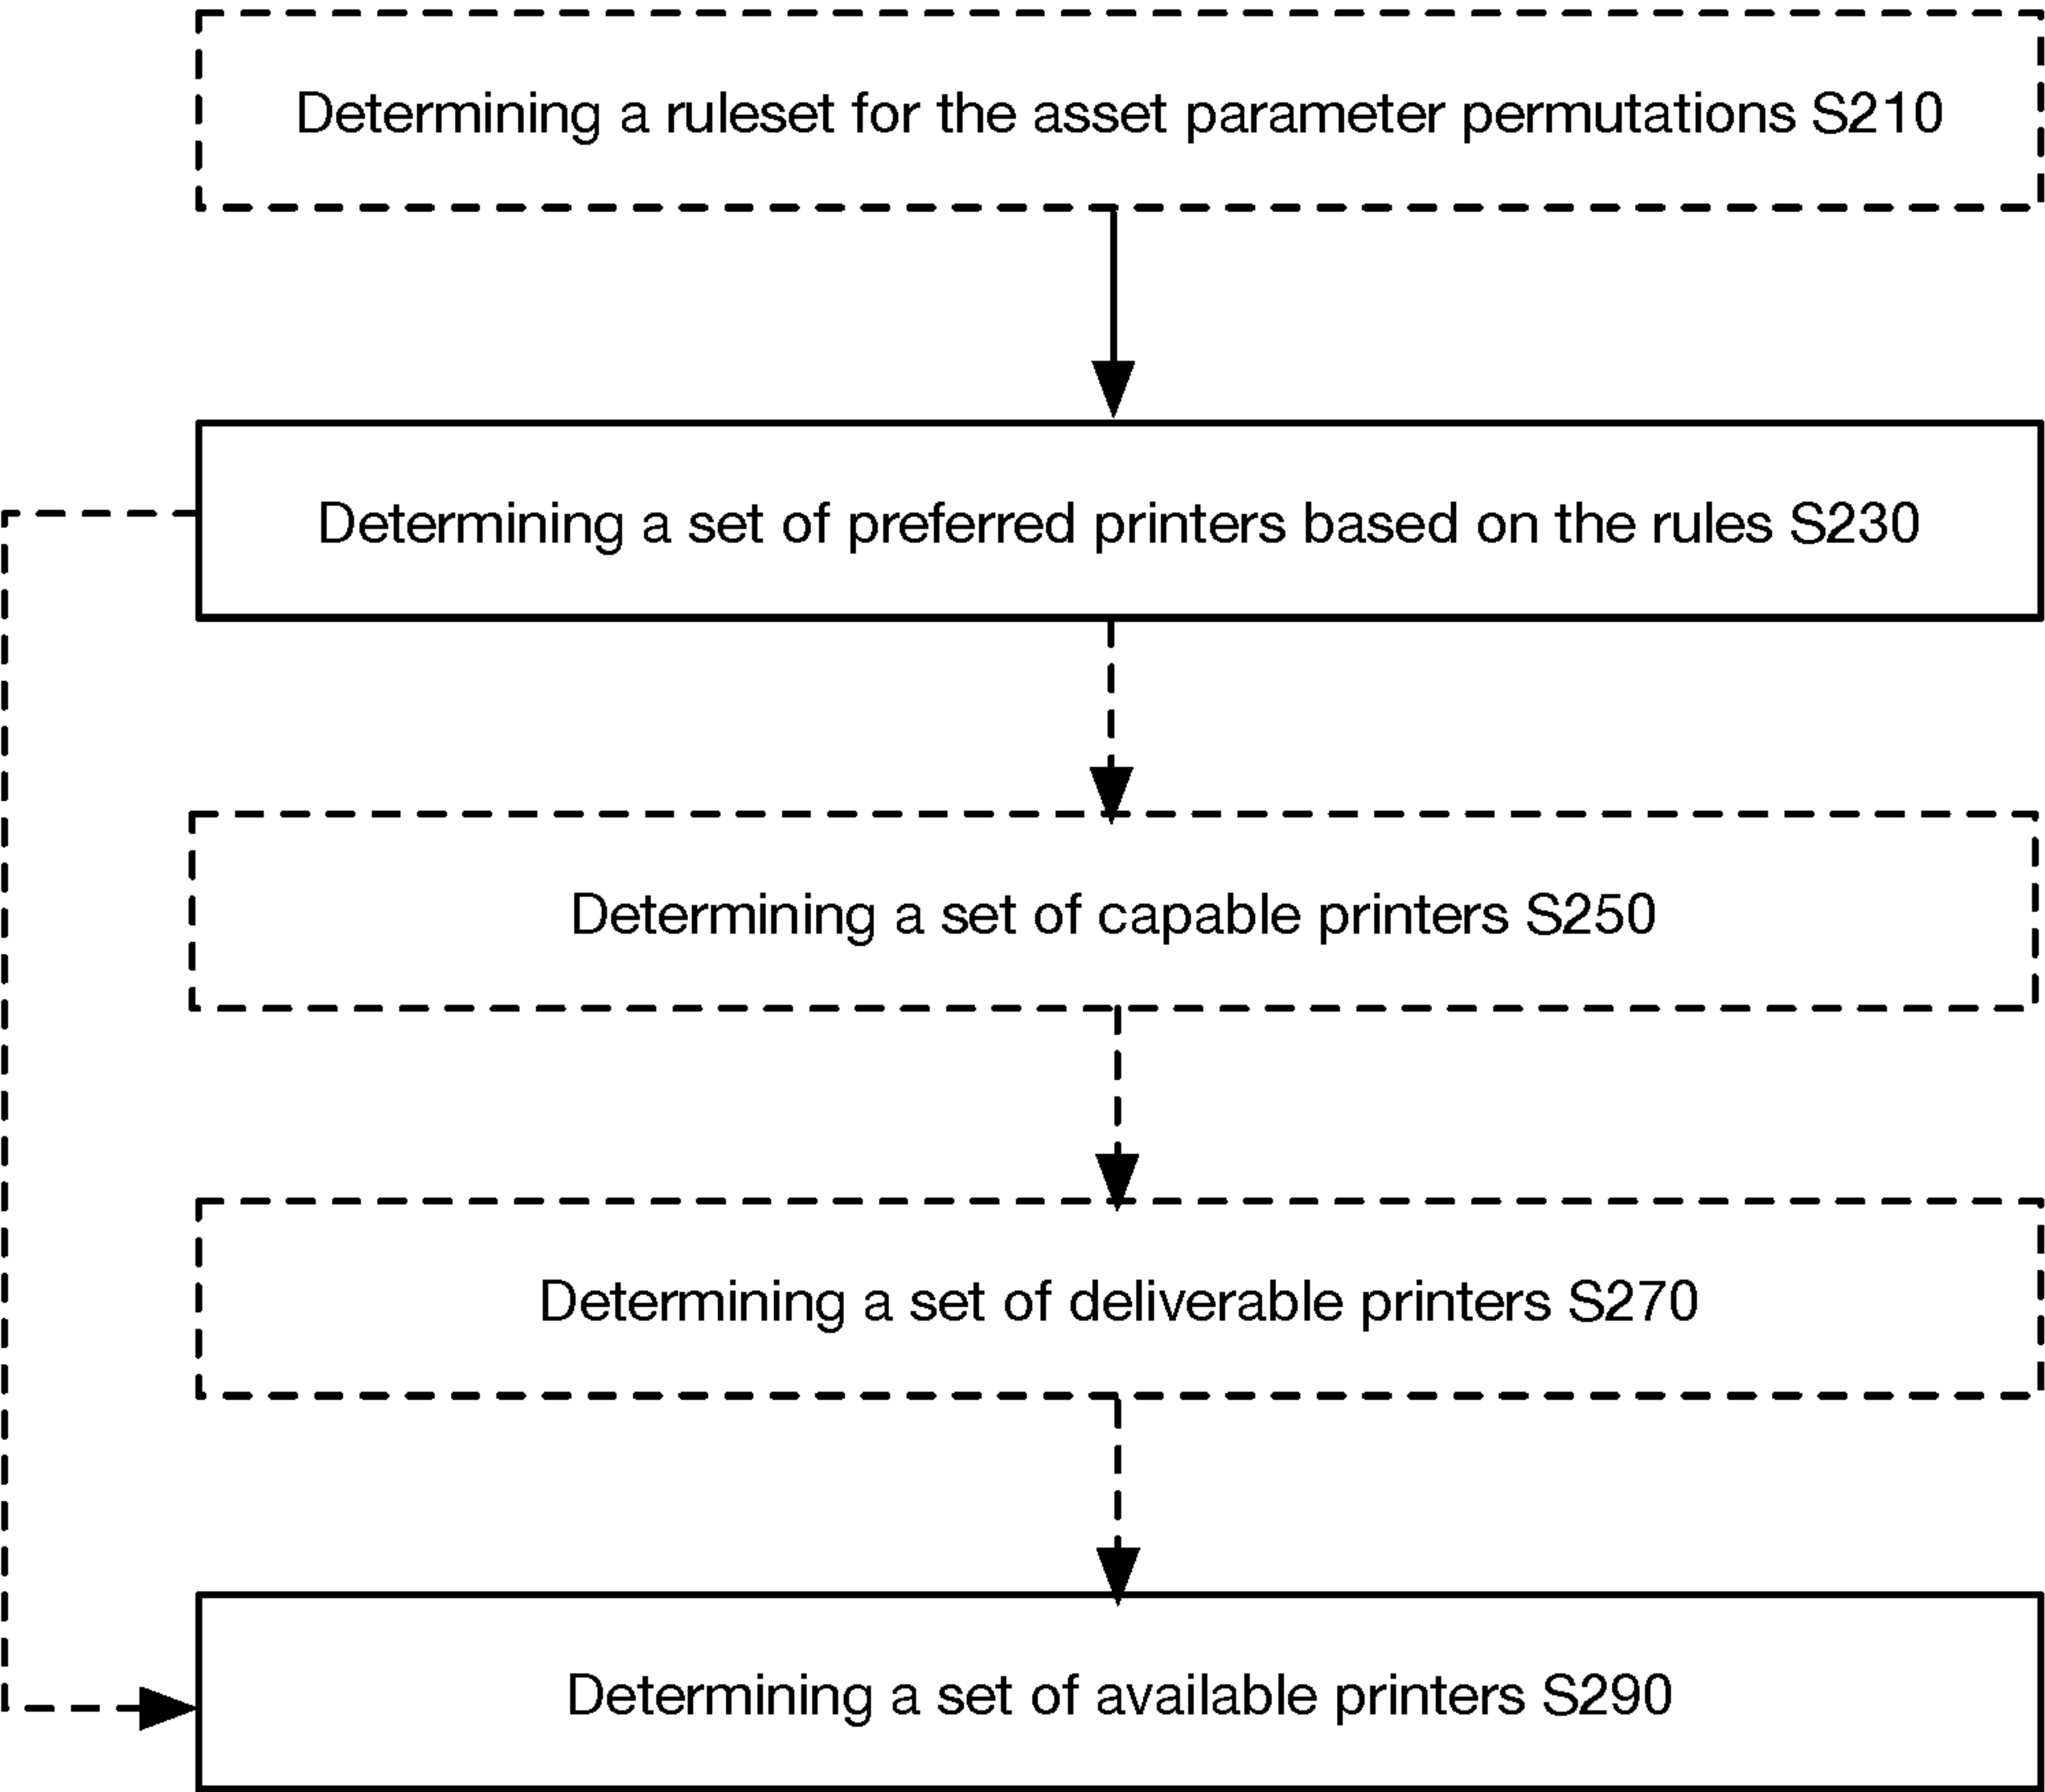 Determining a ruleset for the asset parameter permutations S210
Determining a set of preferred printers based on the rules S230
Determining a set of capable printers S250
Determining a set of deliverable printers S270
Determining a set of available printers S290